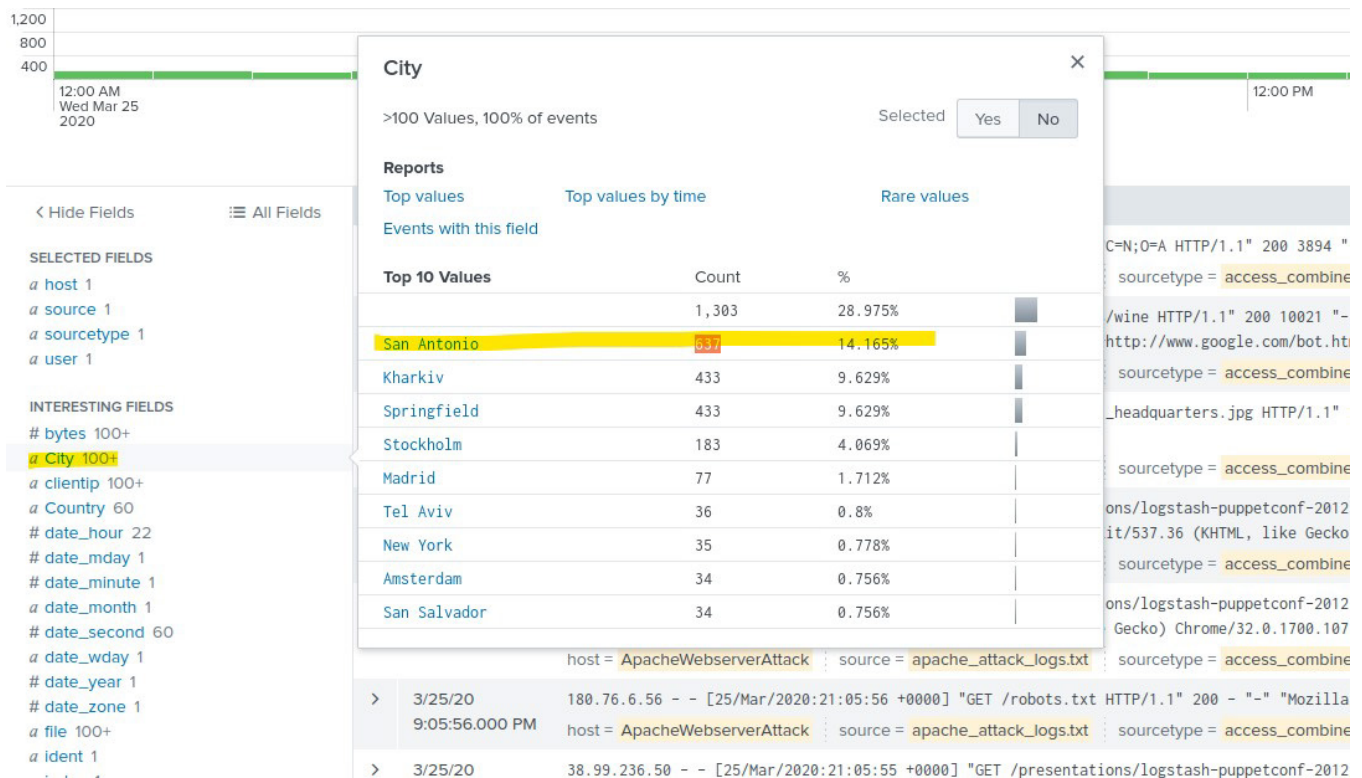 1,200
800
400
12:00 AM
Wed Mar 25
2020
12:00 PM
City
×
>100 Values, 100% of events
Selected Yes No
Reports
Top values Top values by time Rare values
Events with this field
Top 10 Values Count %
1,303 28.975%
San Antonio 637 14.165%
Kharkiv 433 9.629%
Springfield 433 9.629%
Stockholm 183 4.069%
Madrid 77 1.712%
Tel Aviv 36 0.8%
New York 35 0.778%
Amsterdam 34 0.756%
San Salvador 34 0.756%
< Hide Fields All Fields
SELECTED FIELDS
a host 1
a source 1
a sourcetype 1
a user 1
INTERESTING FIELDS
# bytes 100+
a City 100+
a clientip 100+
a Country 60
# date_hour 22
# date_mday 1
# date_minute 1
a date_month 1
# date_second 60
a date_wday 1
# date_year 1
# date_zone 1
a file 100+
a ident 1
C=N;O=A HTTP/1.1" 200 3894 "
sourcetype = access_combine
/wine HTTP/1.1" 200 10021 "-
http://www.google.com/bot.ht
sourcetype = access_combine
_headquarters.jpg HTTP/1.1"
sourcetype = access_combine
ons/logstash-puppetconf-2012
it/537.36 (KHTML, like Gecko
sourcetype = access_combine
ons/logstash-puppetconf-2012
Gecko) Chrome/32.0.1700.107
host = ApacheWebserverAttack source = apache_attack_logs.txt sourcetype = access_combine
> 3/25/20 180.76.6.56 - - [25/Mar/2020:21:05:56 +0000] "GET /robots.txt HTTP/1.1" 200 - "-" "Mozilla
9:05:56.000 PM host = ApacheWebserverAttack source = apache_attack_logs.txt sourcetype = access_combine
> 3/25/20 38.99.236.50 - - [25/Mar/2020:21:05:55 +0000] "GET /presentations/logstash-puppetconf-2012